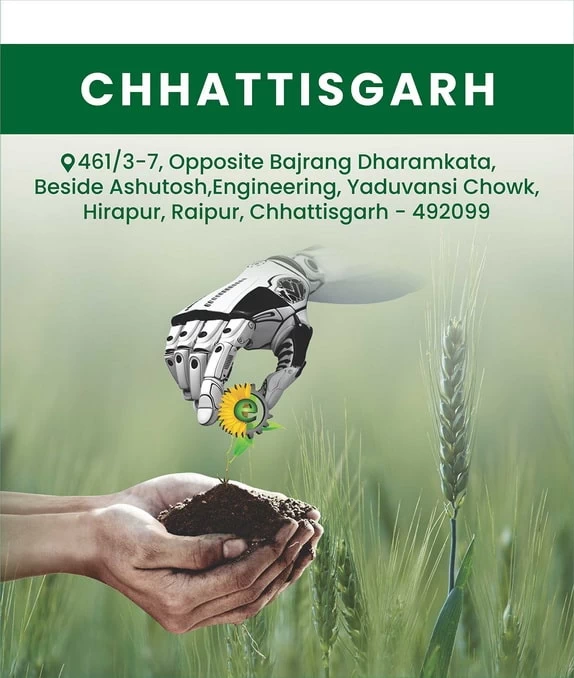 CHHATTISGARH
461/3-7, Opposite Bajrang Dharamkata,
Beside Ashutosh,Engineering, Yaduvansi Chowk,
Hirapur, Raipur, Chhattisgarh - 492099
e